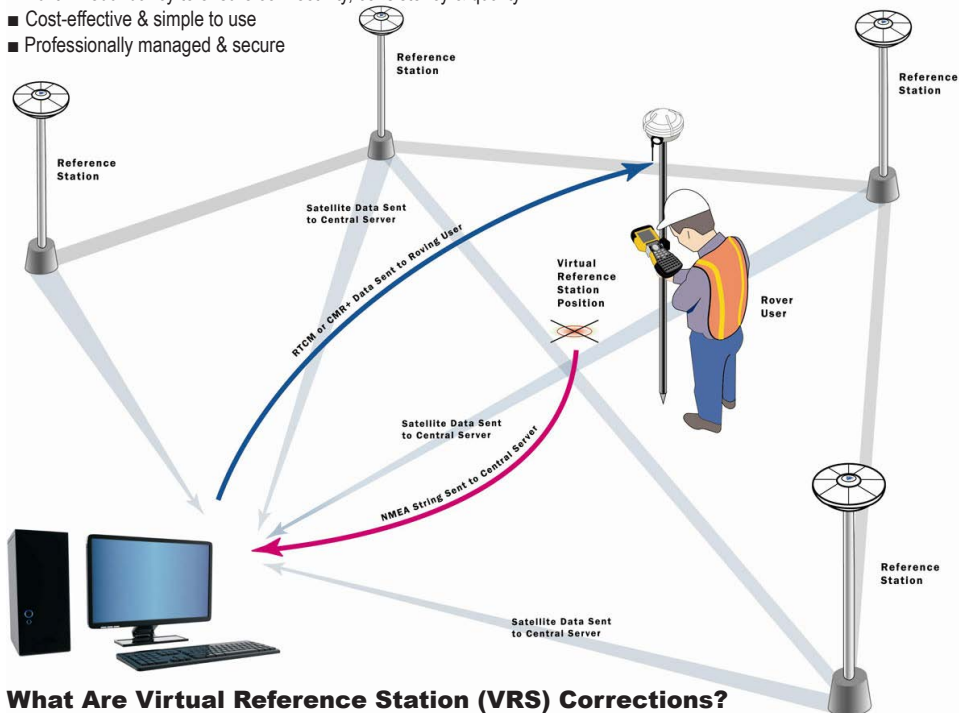 ■ Cost-effective & simple to use
■ Professionally managed & secure
Reference
Station
Reference
Station
Reference
Station
Satellite Data Sent
to Central Server
RTCM or CMR+ Data Sent to Roving User
Virtual
Reference
Station
Position
Rover
User
Satellite Data Sent
to Central Server
NMEA String Sent to Central Server
Reference
Station
Satellite Data Sent
to Central Server
What Are Virtual Reference Station (VRS) Corrections?